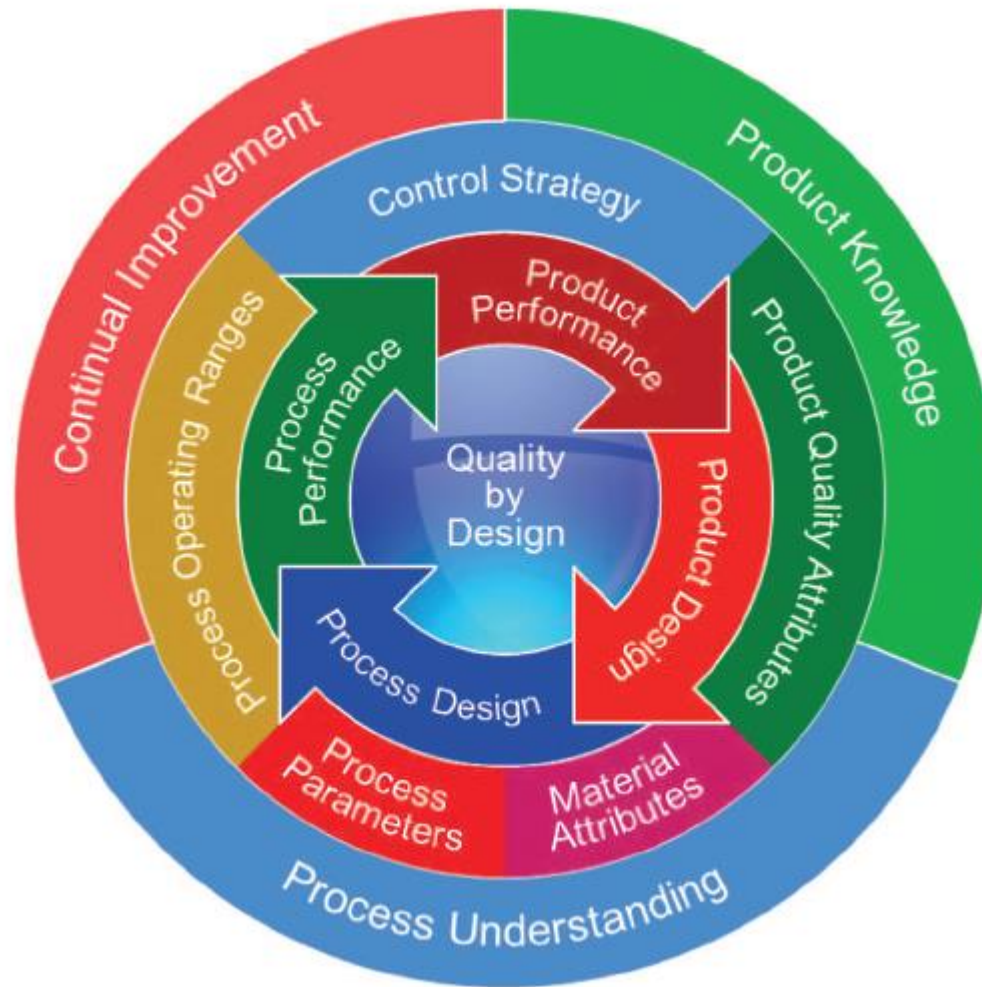 Continual Improvement
Product Knowledge
Process Understanding
Control Strategy
Product Quality Attributes
Material
Attributes
Process
Parameters
Process Operating Ranges
Product
Performance
Product Design
Process Design
Process
Performance
Quality
by
Design